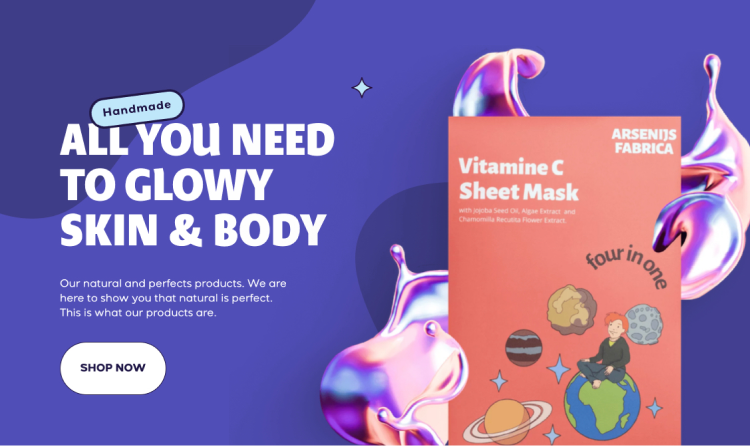 Handmade
ALL YOU NEED
TO GLOWY
SKIN & BODY
Our natural and perfects products. We are
here to show you that natural is perfect.
This is what our products are.
SHOP NOW
ARSENIJS
FABRICA
Vitamine C
Sheet Mask
with Jojoba Seed Oil, Algae Extract and
Chamomilla Recutita Flower Extract
four in one